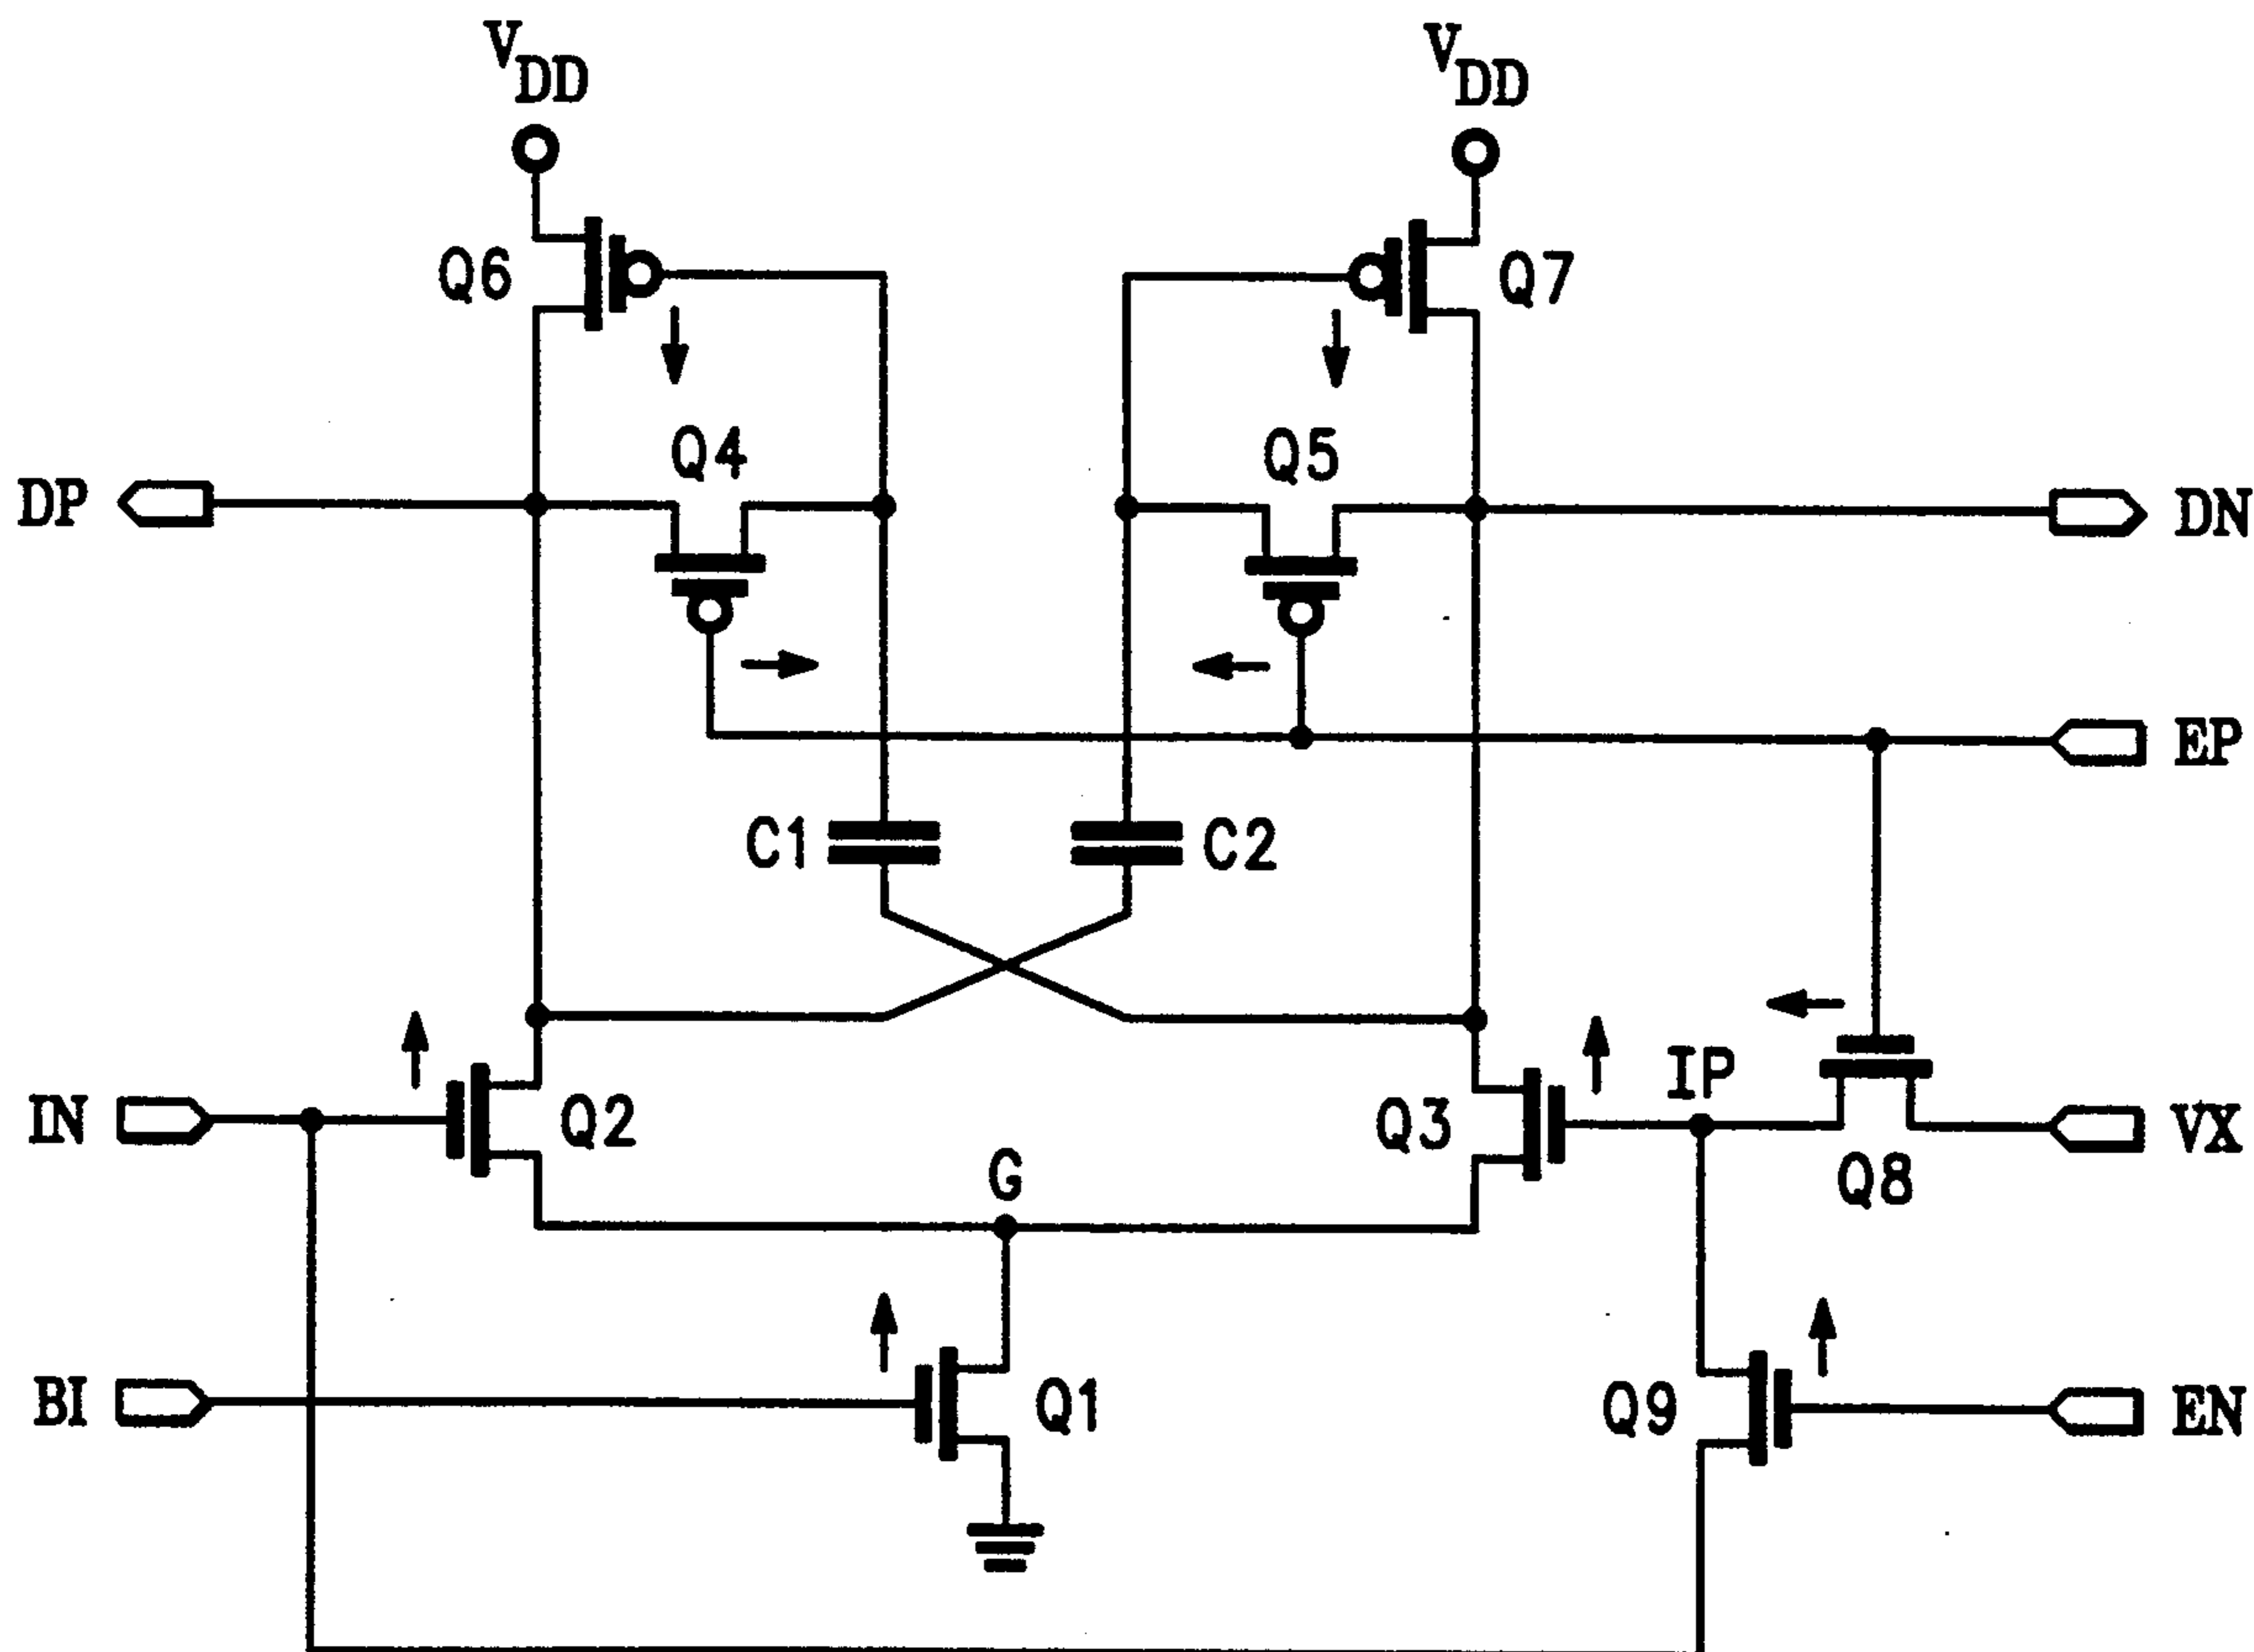 VDD VDD
Q6 Q7
Q4 Q5
DP DN
EP
C1 C2
IN Q2 Q3 IP VX
Q8
G
BI Q1 Q9 EN